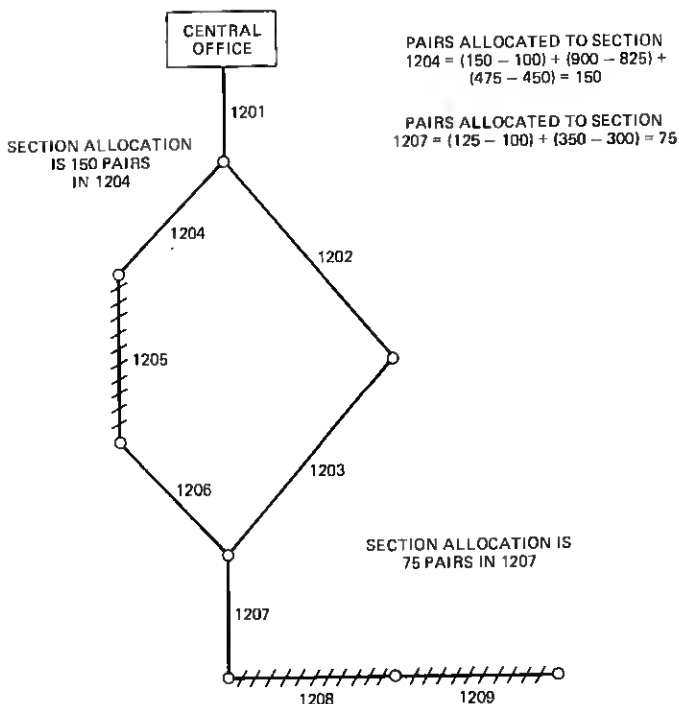 CENTRAL
OFFICE
PAIRS ALLOCATED TO SECTION
1204 = (150 – 100) + (900 – 825) +
(475 – 450) = 150
1201
PAIRS ALLOCATED TO SECTION
1207 = (125 – 100) + (350 – 300) = 75
SECTION ALLOCATION
IS 150 PAIRS
IN 1204
1204
1202
1205
1203
1206
SECTION ALLOCATION IS
75 PAIRS IN 1207
1207
1208
1209